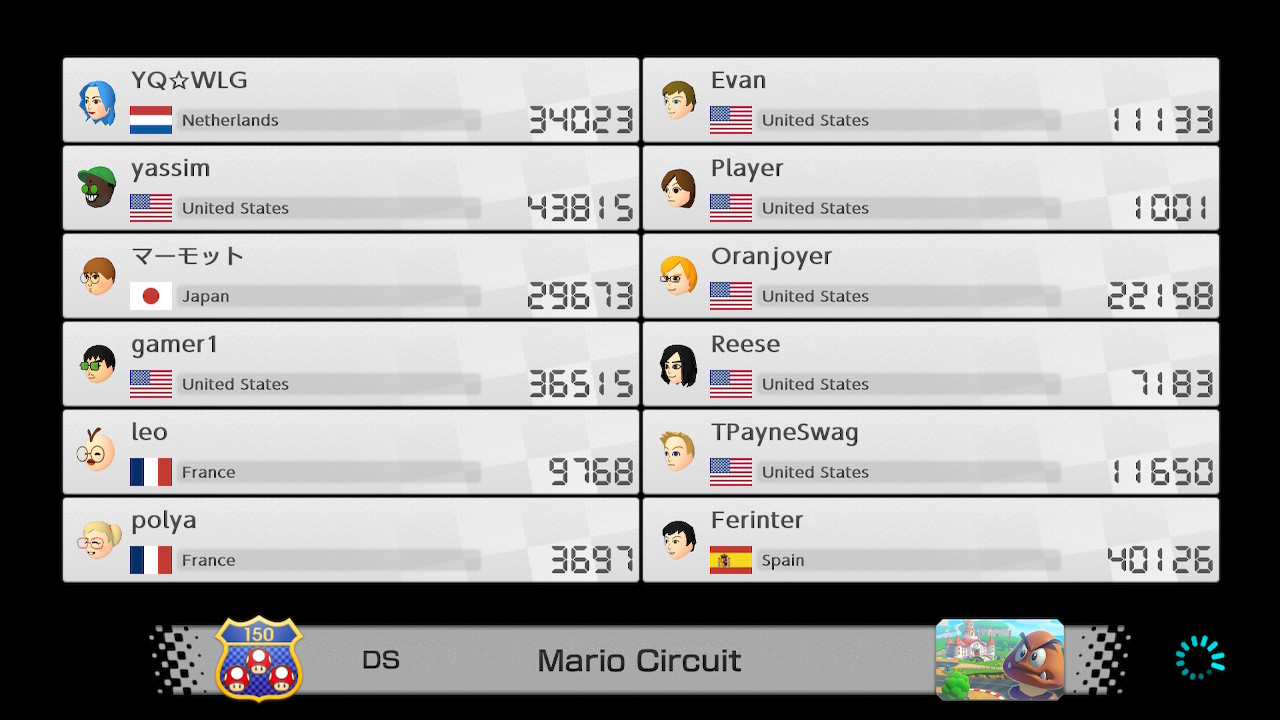 YQ☆WLG
Netherlands
34023
yassim
United States
43815
マーモット
Japan
29673
gamer1
United States
36515
leo
France
9768
polya
France
3697
Evan
United States
11133
Player
United States
1001
Oranjoyer
United States
22158
Reese
United States
7183
TPayneSwag
United States
11650
Ferinter
Spain
40126
150
DS
Mario Circuit